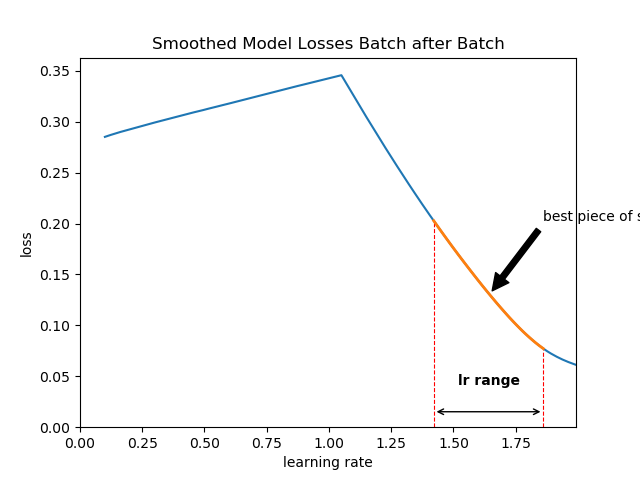 Smoothed Model Losses Batch after Batch
0.35
0.30
0.25
0.20
0.15
0.10
0.05
0.00
loss
best piece of
lr range
0.00 0.25 0.50 0.75 1.00 1.25 1.50 1.75
learning rate